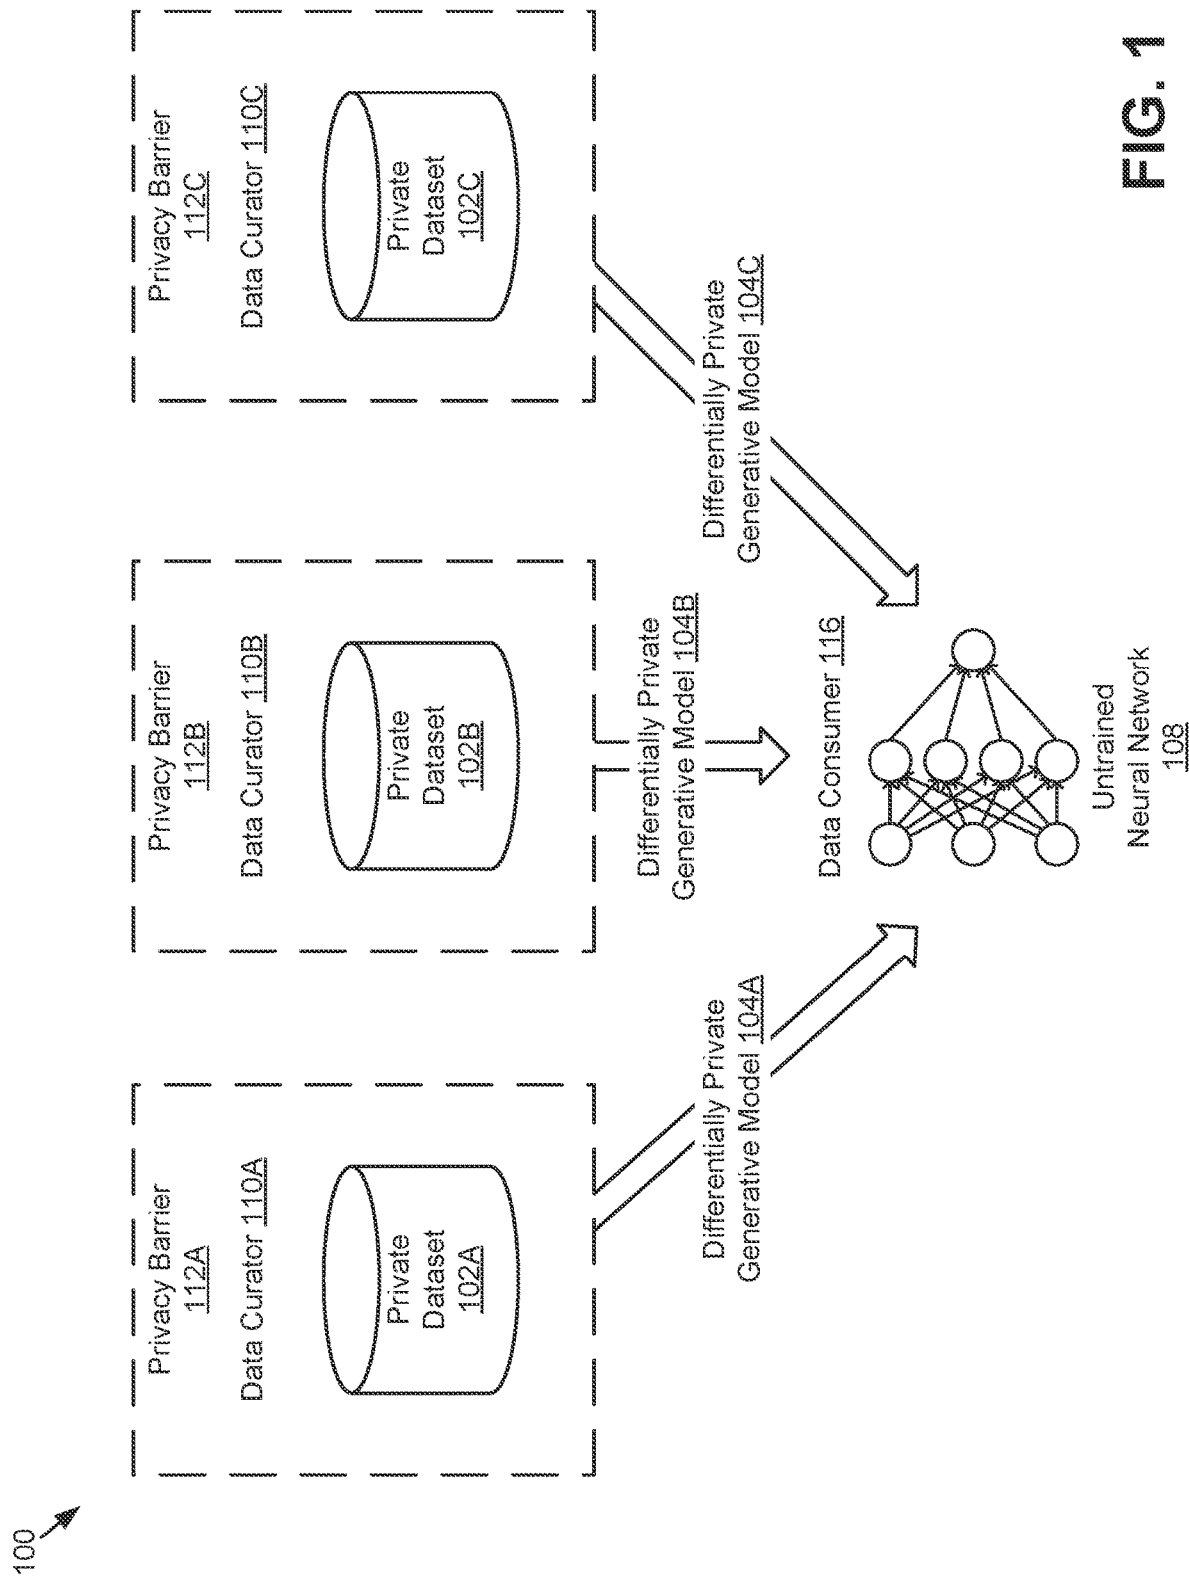 100
Privacy Barrier
112A
Data Curator 110A
Private
Dataset
102A
Privacy Barrier
112B
Data Curator 110B
Private
Dataset
102B
Privacy Barrier
112C
Data Curator 110C
Private
Dataset
102C
Differentially Private
Generative Model 104A
Differentially Private
Generative Model 104B
Differentially Private
Generative Model 104C
Data Consumer 116
Untrained
Neural Network
108
FIG. 1